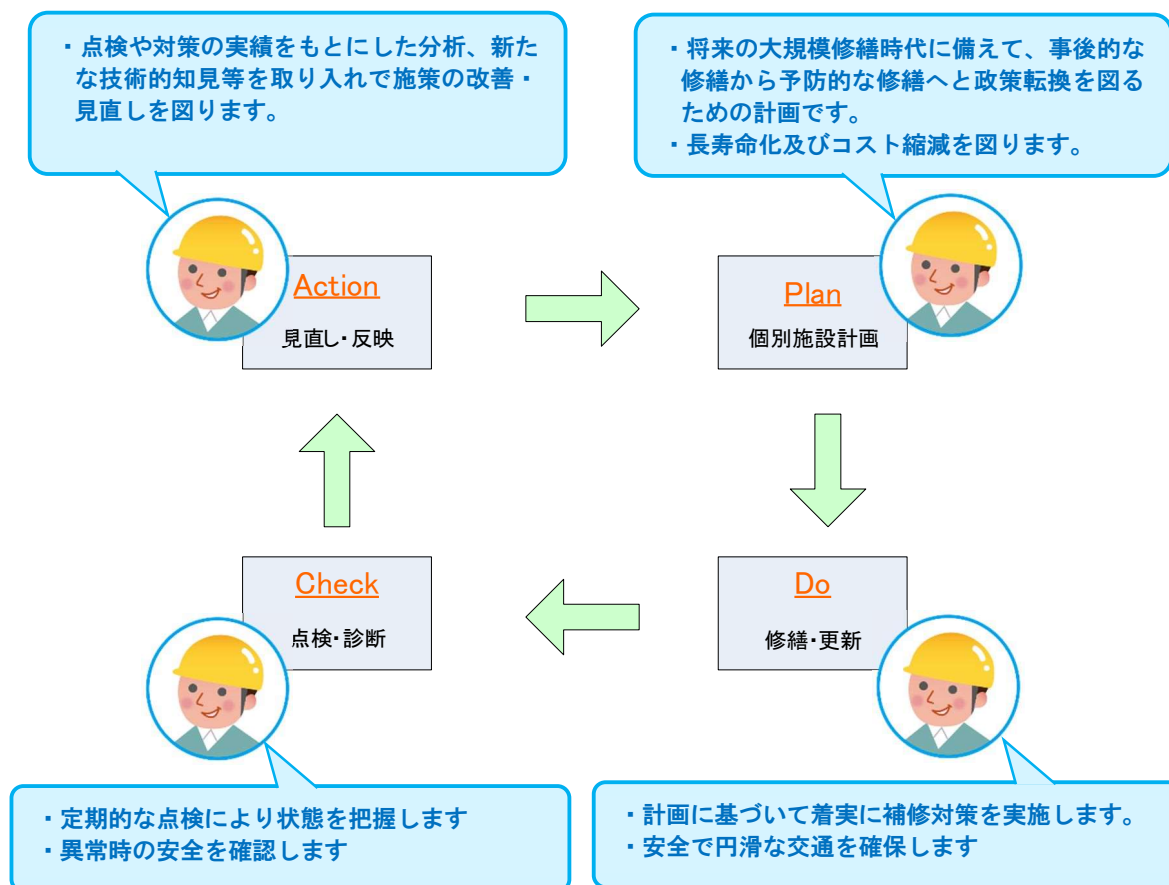 ・点検や対策の実績をもとにした分析、新た
な技術的知見等を取り入れで施策の改善・
見直しを図ります。
・将来の大規模修繕時代に備えて、事後的な
修繕から予防的な修繕へと政策転換を図る
ための計画です。
・長寿命化及びコスト縮減を図ります。
Action
見直し・反映
Plan
個別施設計画
Check
点検・診断
Do
修繕・更新
・定期的な点検により状態を把握します
・異常時の安全を確認します
・計画に基づいて着実に補修対策を実施します。
・安全で円滑な交通を確保します